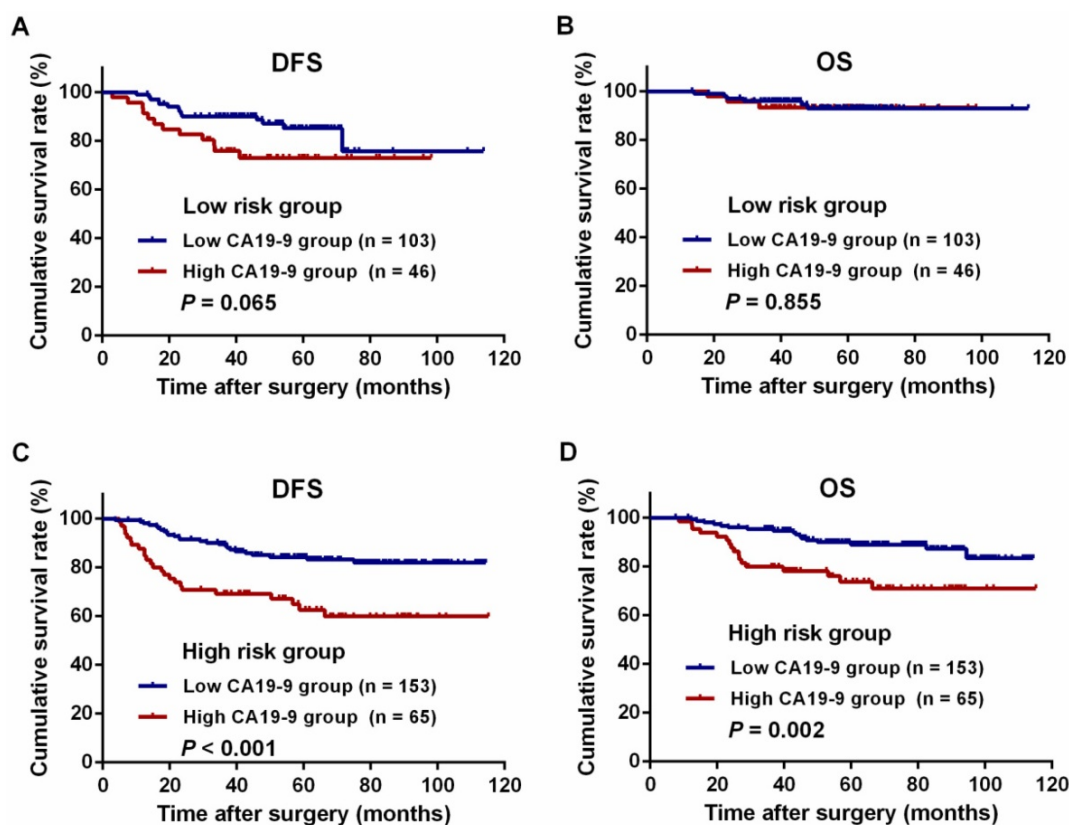 A
DFS
Cumulative survival rate (%)
100
80
60
40
20
0
Low risk group
Low CA19-9 group (n = 103)
High CA19-9 group (n = 46)
P = 0.065
0 20 40 60 80 100 120
Time after surgery (months)
B
OS
Cumulative survival rate (%)
100
80
60
40
20
0
Low risk group
Low CA19-9 group (n = 103)
High CA19-9 group (n = 46)
P = 0.855
0 20 40 60 80 100 120
Time after surgery (months)
C
DFS
Cumulative survival rate (%)
100
80
60
40
20
0
High risk group
Low CA19-9 group (n = 153)
High CA19-9 group (n = 65)
P < 0.001
0 20 40 60 80 100 120
Time after surgery (months)
D
OS
Cumulative survival rate (%)
100
80
60
40
20
0
High risk group
Low CA19-9 group (n = 153)
High CA19-9 group (n = 65)
P = 0.002
0 20 40 60 80 100 120
Time after surgery (months)